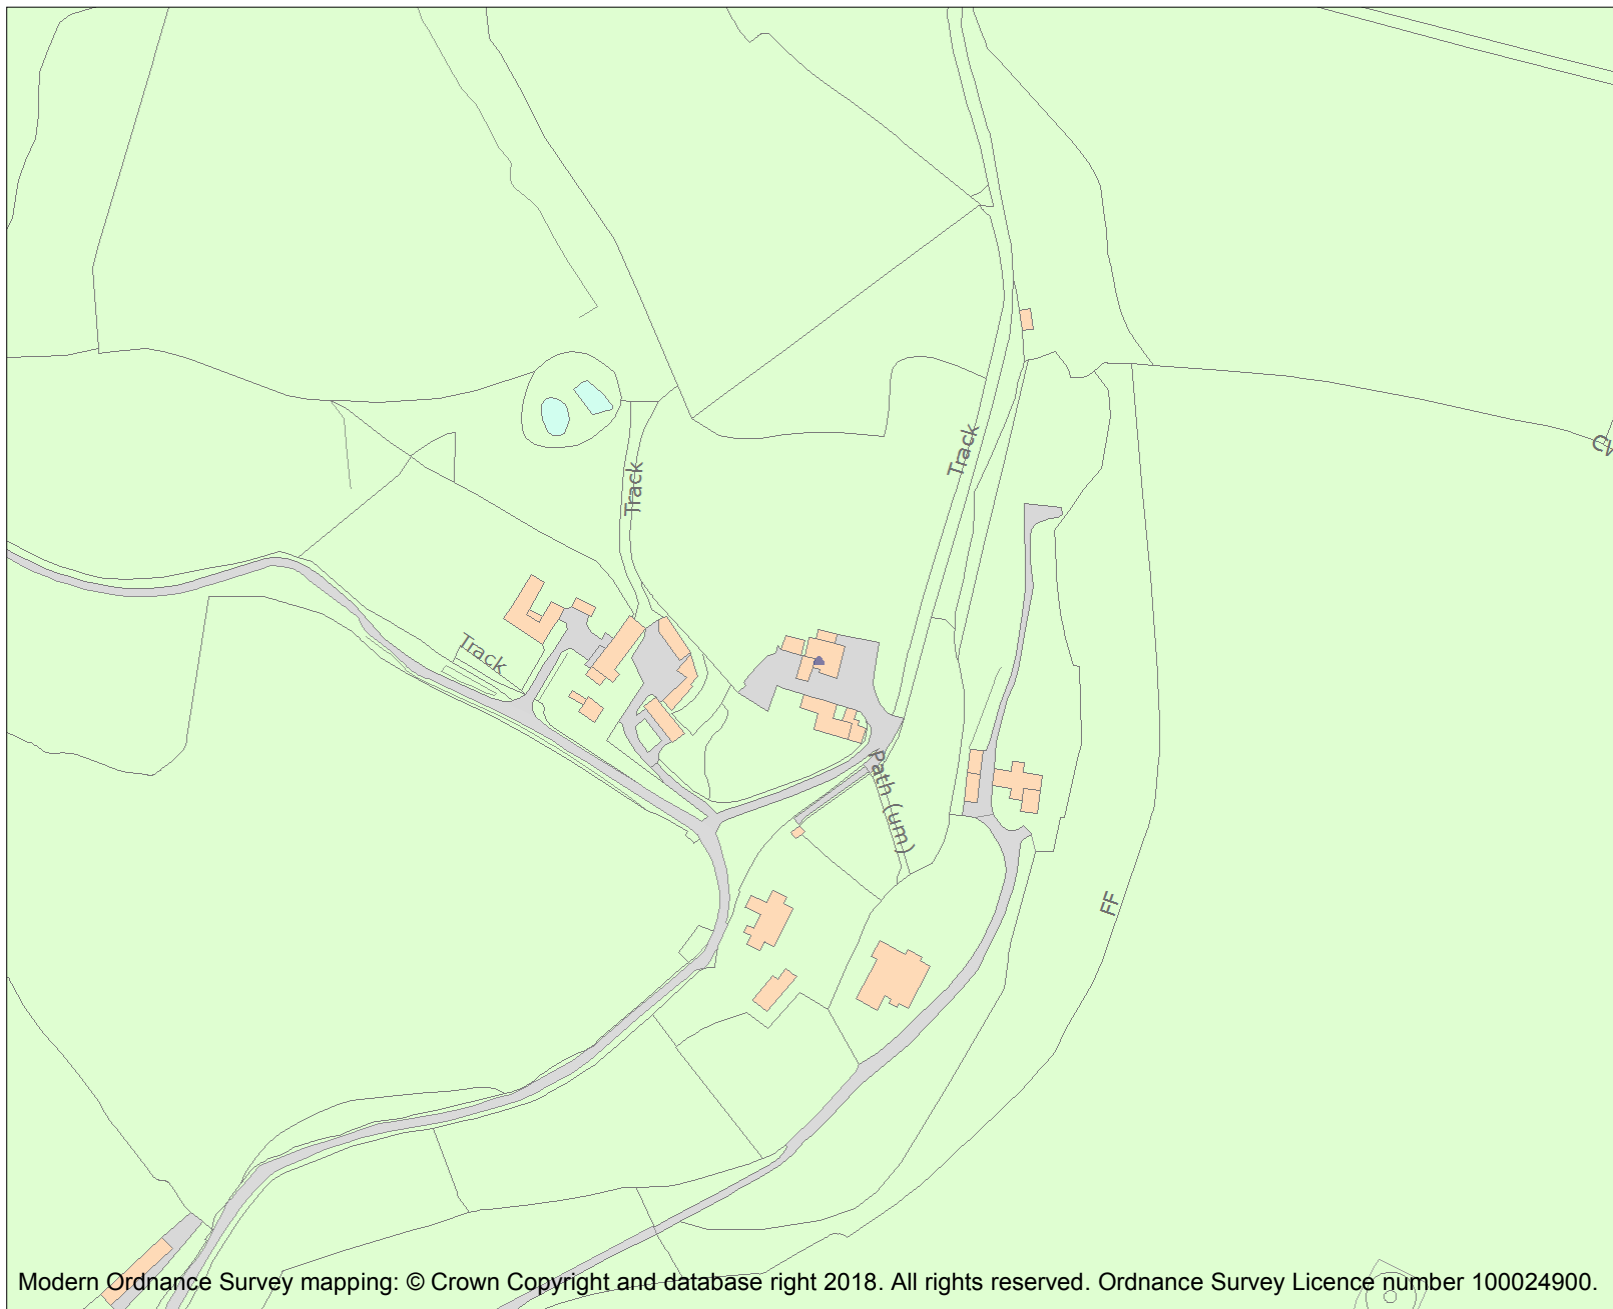 Track
Track
Track
Path (um)
FF
Modern Ordnance Survey mapping: © Crown Copyright and database right 2018. All rights reserved. Ordnance Survey Licence number 100024900.